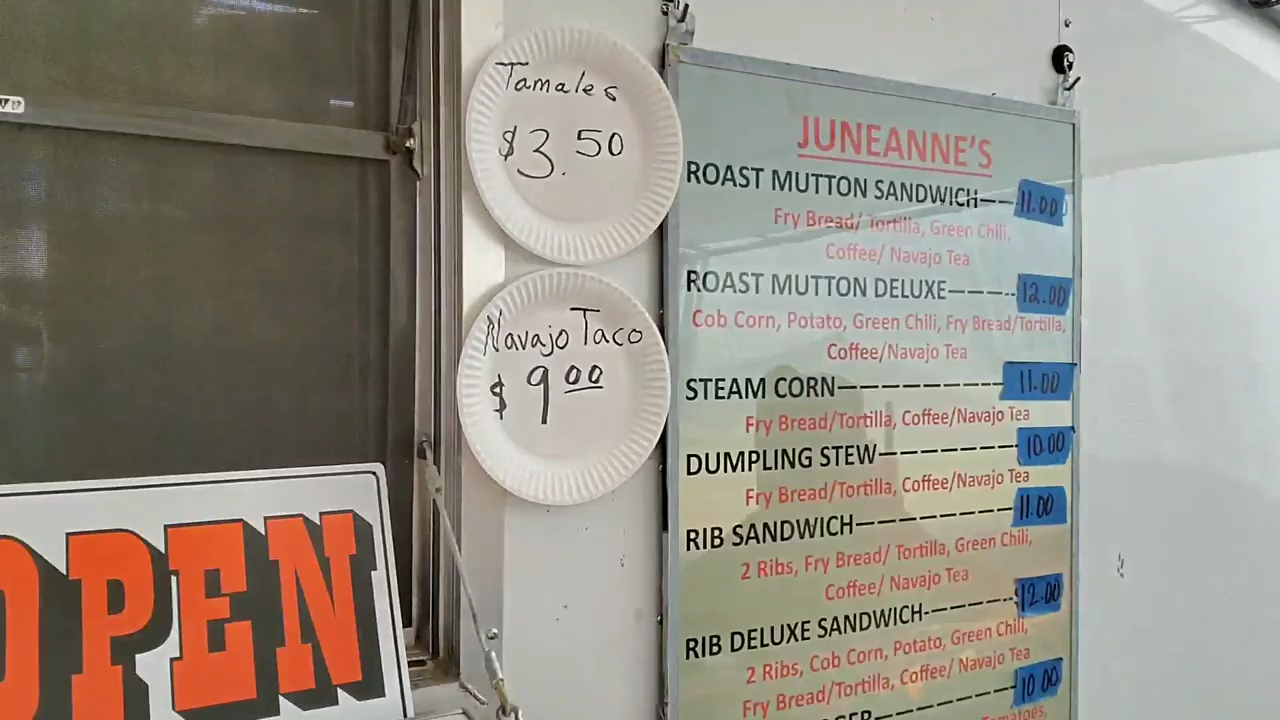 Tamales
$3.50
Navajo Taco
$9 00
OPEN
JUNEANNE'S
ROAST MUTTON SANDWICH—— 11.00
Fry Bread/ Tortilla, Green Chili,
Coffee/ Navajo Tea
ROAST MUTTON DELUXE————-- 12.00
Cob Corn, Potato, Green Chili, Fry Bread/Tortilla,
Coffee/Navajo Tea
STEAM CORN—————————— 11.00
Fry Bread/Tortilla, Coffee/Navajo Tea
DUMPLING STEW———————— 10.00
Fry Bread/Tortilla, Coffee/Navajo Tea
RIB SANDWICH————————— 11.00
2 Ribs, Fry Bread/ Tortilla, Green Chili,
Coffee/ Navajo Tea
RIB DELUXE SANDWICH-—————-- 12.00
2 Ribs, Cob Corn, Potato, Green Chili,
Fry Bread/Tortilla, Coffee/ Navajo Tea
10.00